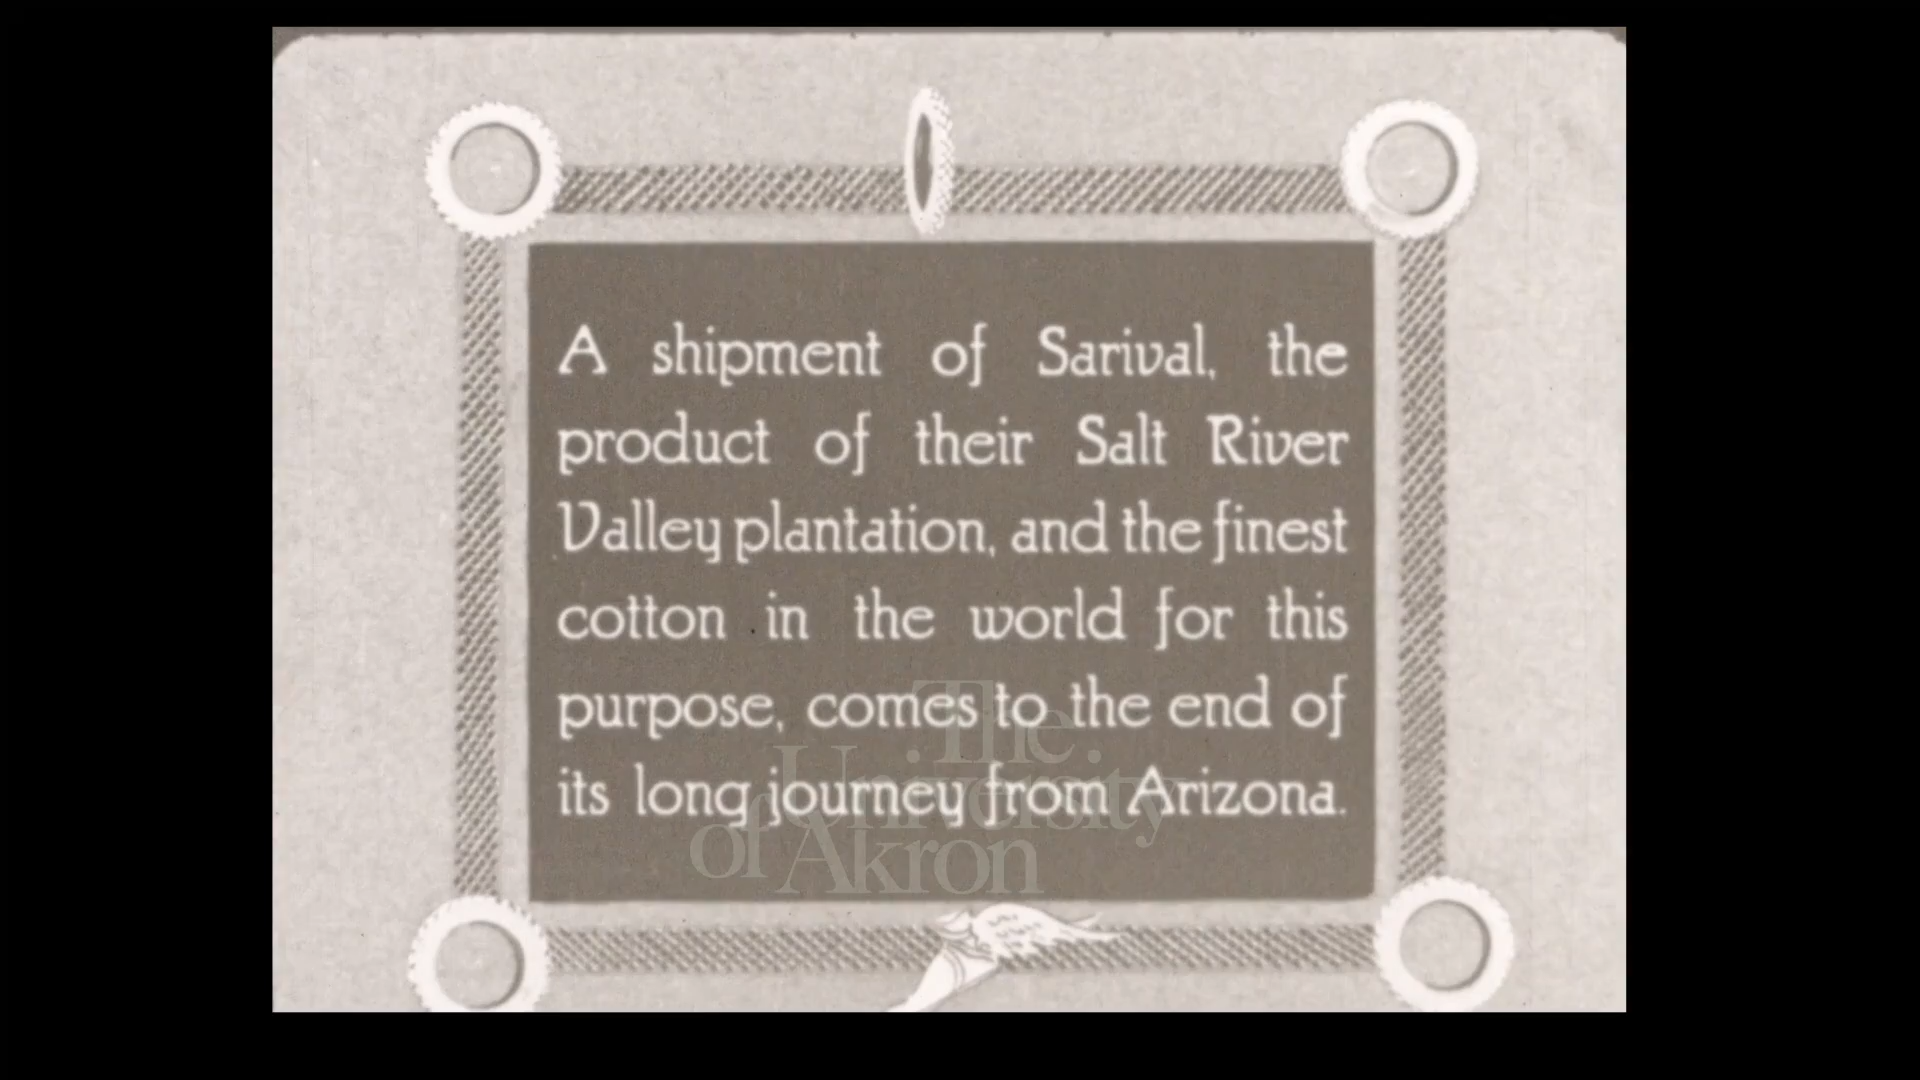 A shipment of Sarival, the
product of their Salt River
Valley plantation, and the finest
cotton in the world for this
purpose, comes to the end of
its long journey from Arizona.
The
University
of Akron